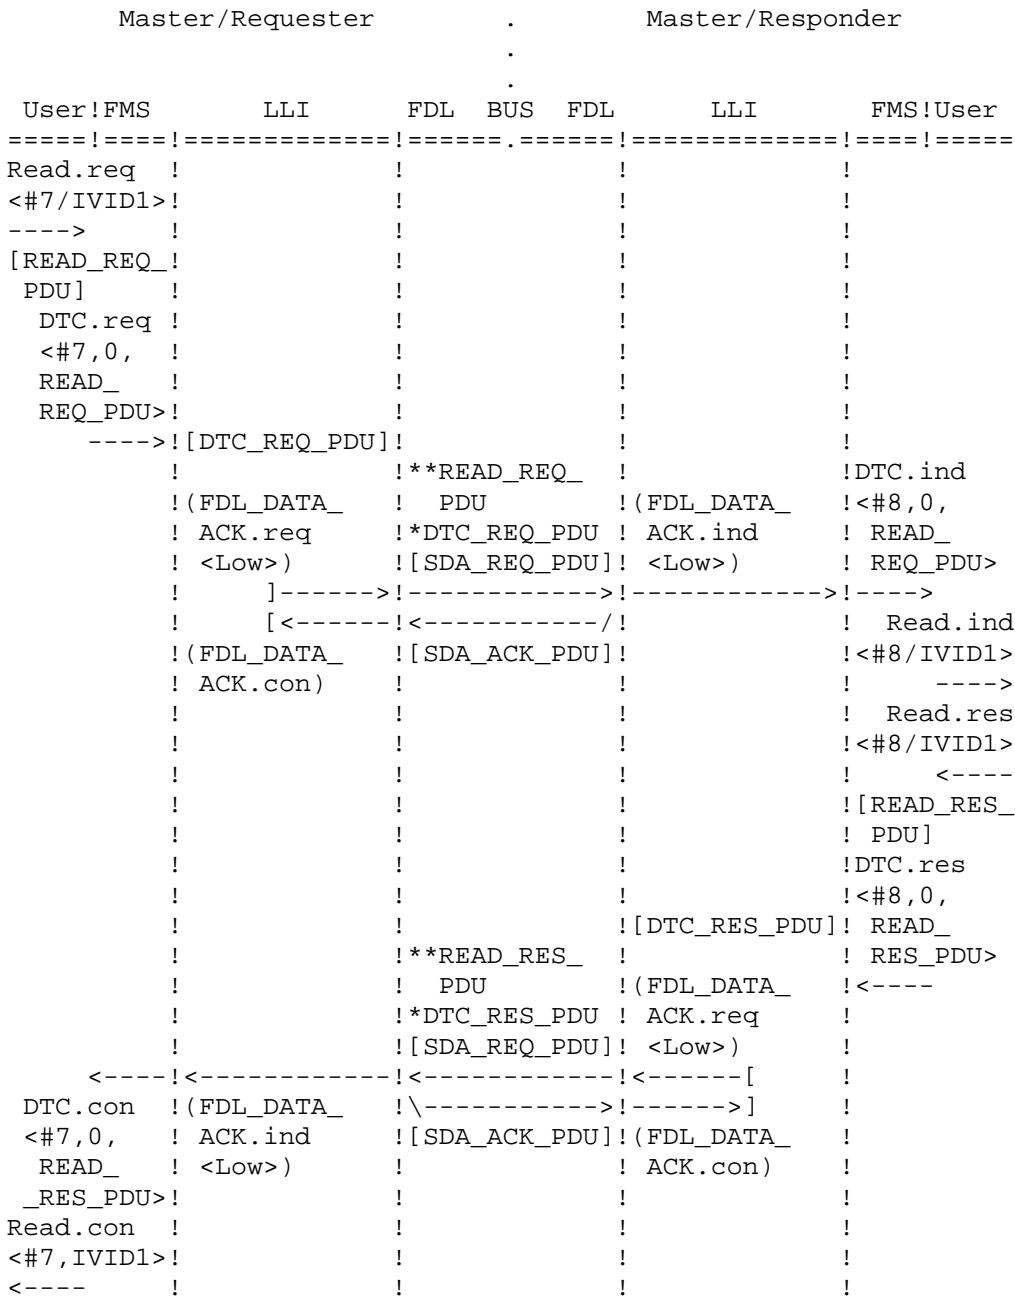 Master/Requester         .        Master/Responder
                                .
                                .
 User!FMS       LLI      FDL  BUS  FDL      LLI       FMS!User
=====!====!=============!======.======!=============!====!=====
Read.req  !             !             !             !
<#7/IVID1>!             !             !             !
---->     !             !             !             !
[READ_REQ_!             !             !             !
 PDU]     !             !             !             !
  DTC.req !             !             !             !
  <#7,0,  !             !             !             !
  READ_   !             !             !             !
  REQ_PDU>!             !             !             !
     ---->![DTC_REQ_PDU]!             !             !
          !             !**READ_REQ_  !             !DTC.ind
          !(FDL_DATA_   !  PDU        !(FDL_DATA_   !<#8,0,
          ! ACK.req     !*DTC_REQ_PDU ! ACK.ind     ! READ_
          ! <Low>)      ![SDA_REQ_PDU]! <Low>)      ! REQ_PDU>
          !     ]------>!------------>!------------>!---->
          !     [<------!<-----------/!             !  Read.ind
          !(FDL_DATA_   ![SDA_ACK_PDU]!             !<#8/IVID1>
          ! ACK.con)    !             !             !     ---->
          !             !             !             !  Read.res
          !             !             !             !<#8/IVID1>
          !             !             !             !     <----
          !             !             !             ![READ_RES_
          !             !             !             ! PDU]
          !             !             !             !DTC.res
          !             !             !             !<#8,0,
          !             !             ![DTC_RES_PDU]! READ_
          !             !**READ_RES_  !             ! RES_PDU>
          !             !  PDU        !(FDL_DATA_   !<----
          !             !*DTC_RES_PDU ! ACK.req     !
          !             ![SDA_REQ_PDU]! <Low>)      !
     <----!<------------!<------------!<------[     !
 DTC.con  !(FDL_DATA_   !\----------->!------>]     !
 <#7,0,   ! ACK.ind     ![SDA_ACK_PDU]!(FDL_DATA_   !
  READ_   ! <Low>)      !             ! ACK.con)    !
 _RES_PDU>!             !             !             !
Read.con  !             !             !             !
<#7,IVID1>!             !             !             !
<----     !             !             !             !